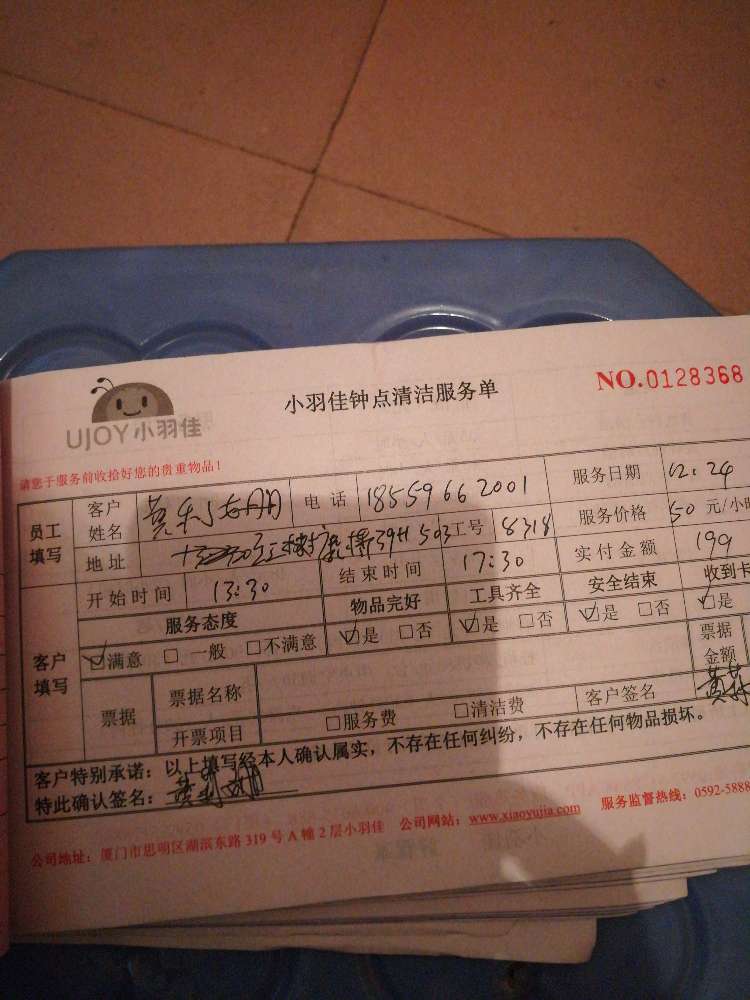 UJOY小羽佳
小羽佳钟点清洁服务单
NO.0128368
请您于服务前收拾好您的贵重物品！
员工填写 客户姓名 黄利 电话 18559662001 服务日期 02.24
地址 39H 503 工号 8318 服务价格 50 元/小时
开始时间 13:30 结束时间 17:30 实付金额 199
客户填写 服务态度 物品完好 工具齐全 安全结束 收到卡
☑满意 □一般 □不满意 ☑是 □否 ☑是 □否 ☑是 □否 ☑是
票据 票据名称 客户签名 票据金额
开票项目 □服务费 □清洁费
客户特别承诺：以上填写经本人确认属实，不存在任何纠纷，不存在任何物品损坏。
特此确认签名：黄利
公司地址：厦门市思明区湖滨东路 319 号 A 幢 2 层小羽佳 公司网站：www.xiaoyujia.com 服务监督热线：0592-5888